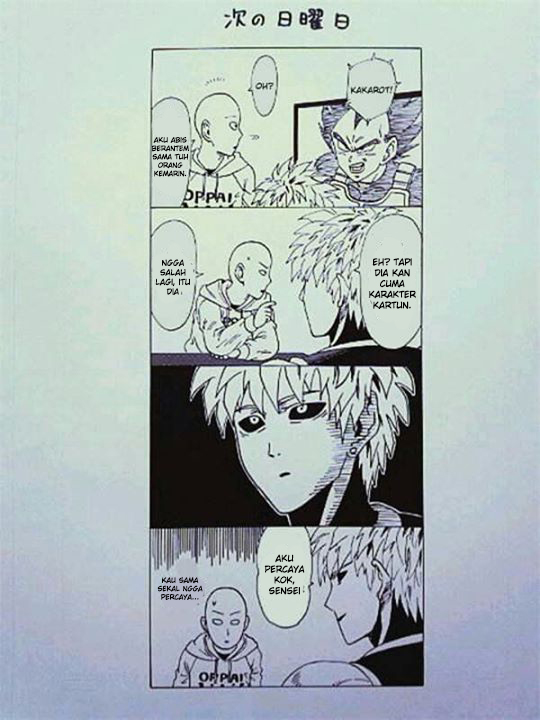 次の日曜日
KAKAROT!
OH?
AKU ABIS
BERANTEM
SAMA TUH
ORANG
KEMARIN.
OPPAI
EH? TAPI
DIA KAN
CUMA
KARAKTER
KARTUN.
NGGA
SALAH
LAGI, ITU
DIA.
AKU
PERCAYA
KOK,
SENSEI.
KAU SAMA
SEKAL NGGA
PERCAYA...
OPPAI